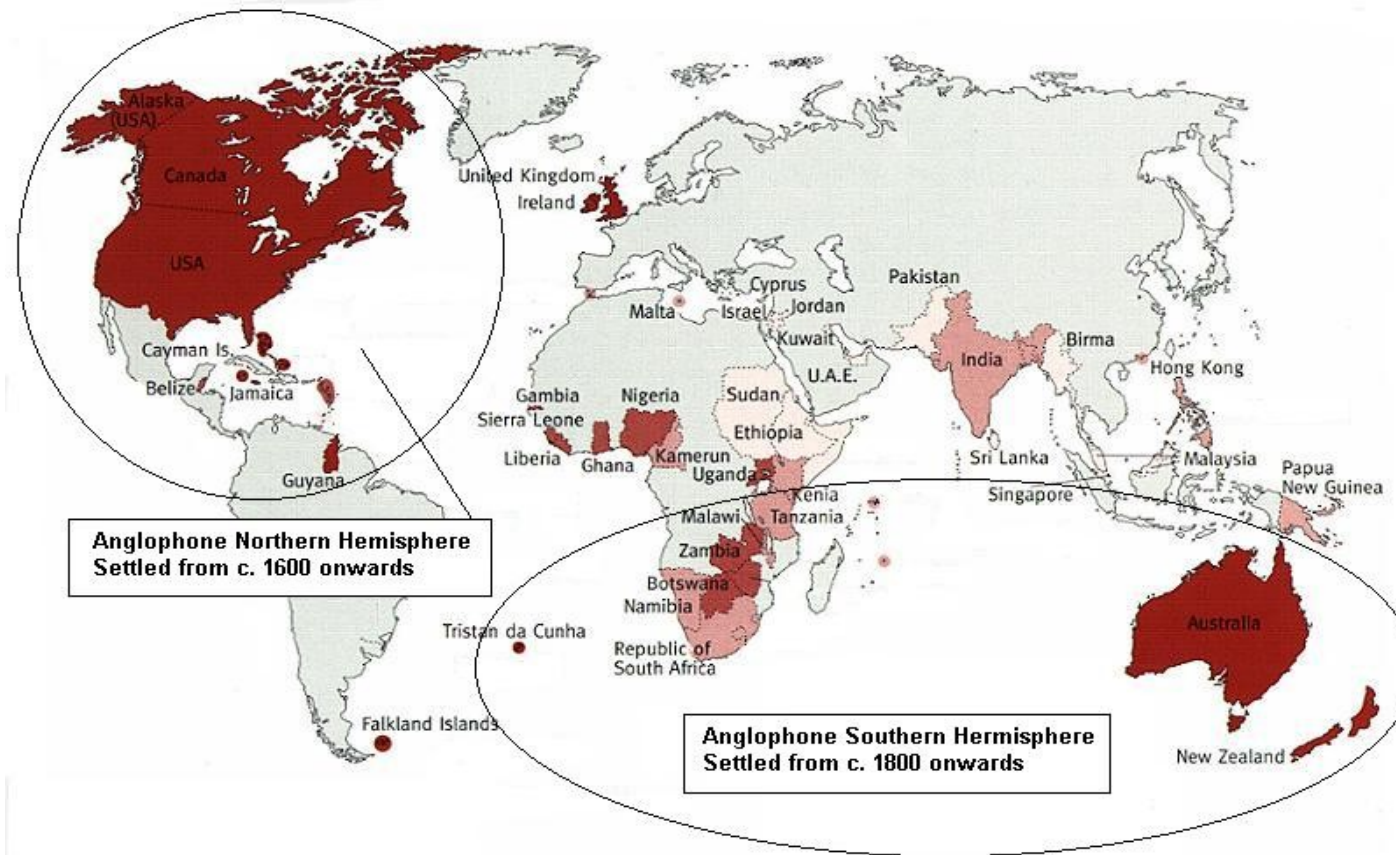 Alaska
(USA)
Canada
USA
United Kingdom
Ireland
Cayman Is.
Belize
Jamaica
Guyana
Anglophone Northern Hemisphere
Settled from c. 1600 onwards
Malta
Cyprus
Israel
Jordan
Kuwait
U.A.E.
Pakistan
India
Birma
Hong Kong
Gambia
Sierra Leone
Liberia
Ghana
Nigeria
Kamerun
Sudan
Ethiopia
Uganda
Kenia
Tanzania
Malawi
Zambia
Botswana
Namibia
Republic of
South Africa
Sri Lanka
Singapore
Malaysia
Papua
New Guinea
Tristan da Cunha
Falkland Islands
Australia
New Zealand
Anglophone Southern Hermisphere
Settled from c. 1800 onwards